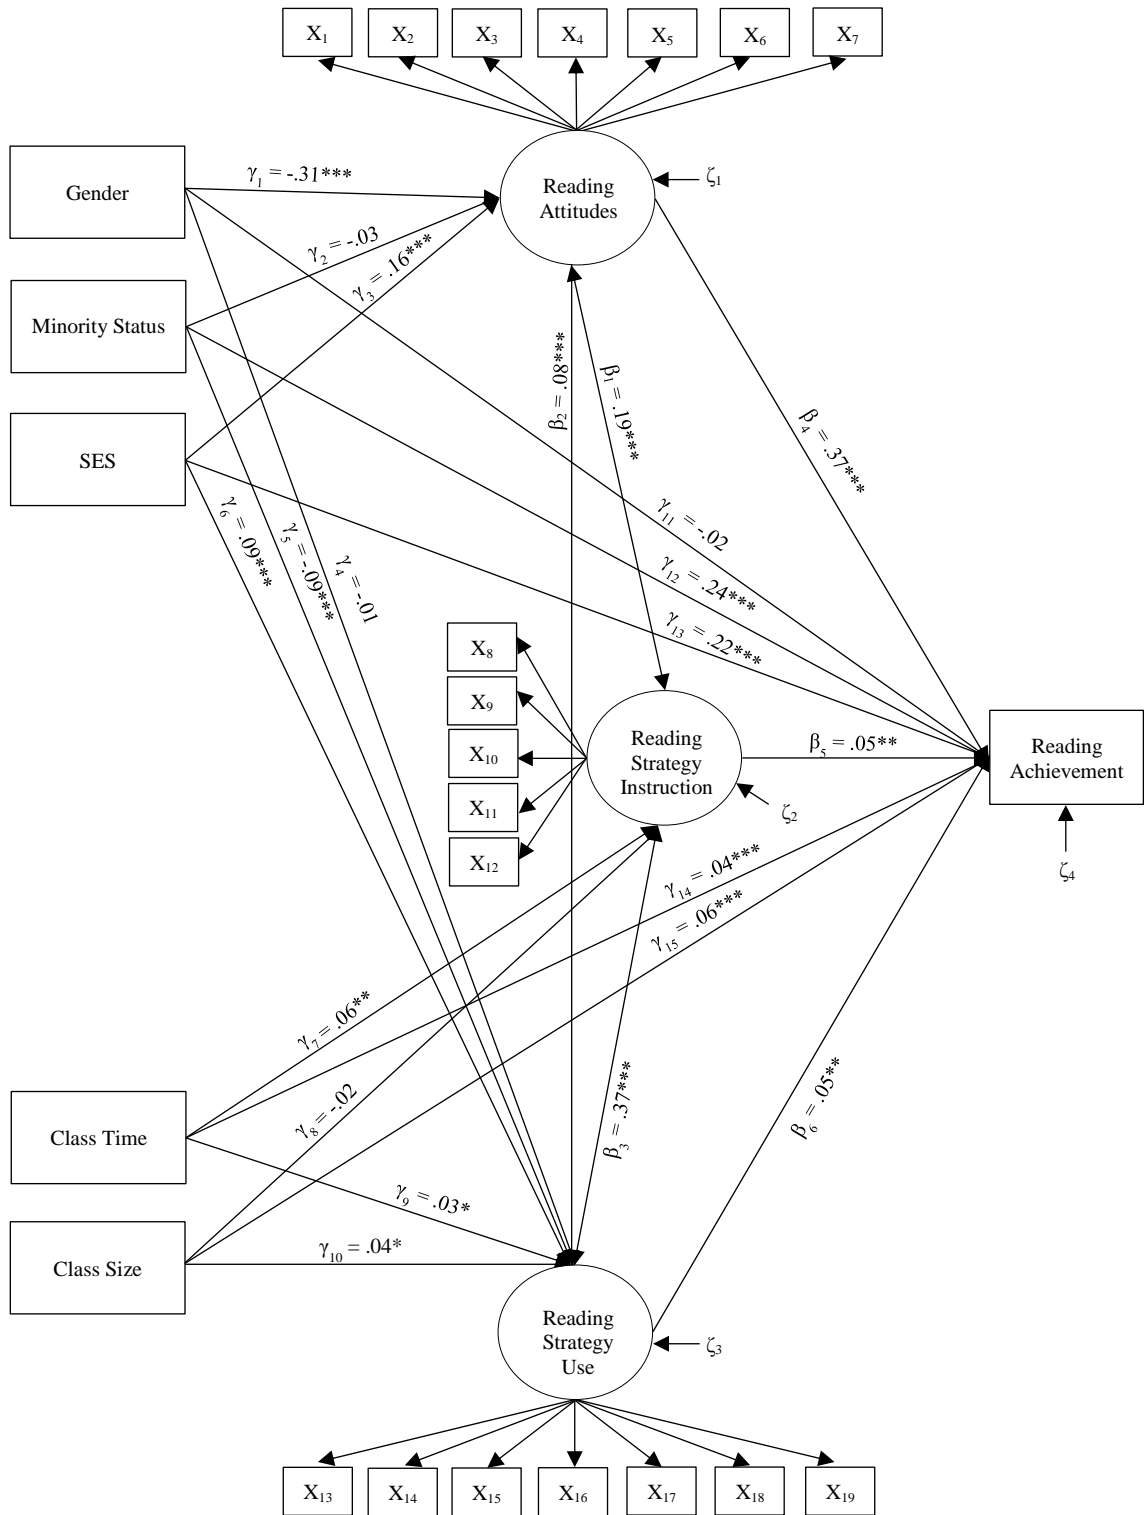 X₁ X₂ X₃ X₄ X₅ X₆ X₇
Gender
γ₁ = -.31***
Reading
Attitudes
ζ₁
γ₂ = -.03
γ₃ = .16***
Minority Status
SES
β₂ = .08***
β₁ = .19***
β₄ = .37***
γ₆ = .09***
γ₅ = -.09***
γ₄ = -.01
γ₁₁ = -.02
γ₁₂ = .24***
γ₁₃ = .22***
X₈
X₉
X₁₀
X₁₁
X₁₂
Reading
Strategy
Instruction
ζ₂
β₅ = .05**
Reading
Achievement
ζ₄
γ₁₄ = .04***
γ₁₅ = .06***
γ₇ = .06**
γ₈ = -.02
β₃ = .37***
β₆ = .05**
Class Time
γ₉ = .03*
Class Size
γ₁₀ = .04*
Reading
Strategy
Use
ζ₃
X₁₃ X₁₄ X₁₅ X₁₆ X₁₇ X₁₈ X₁₉